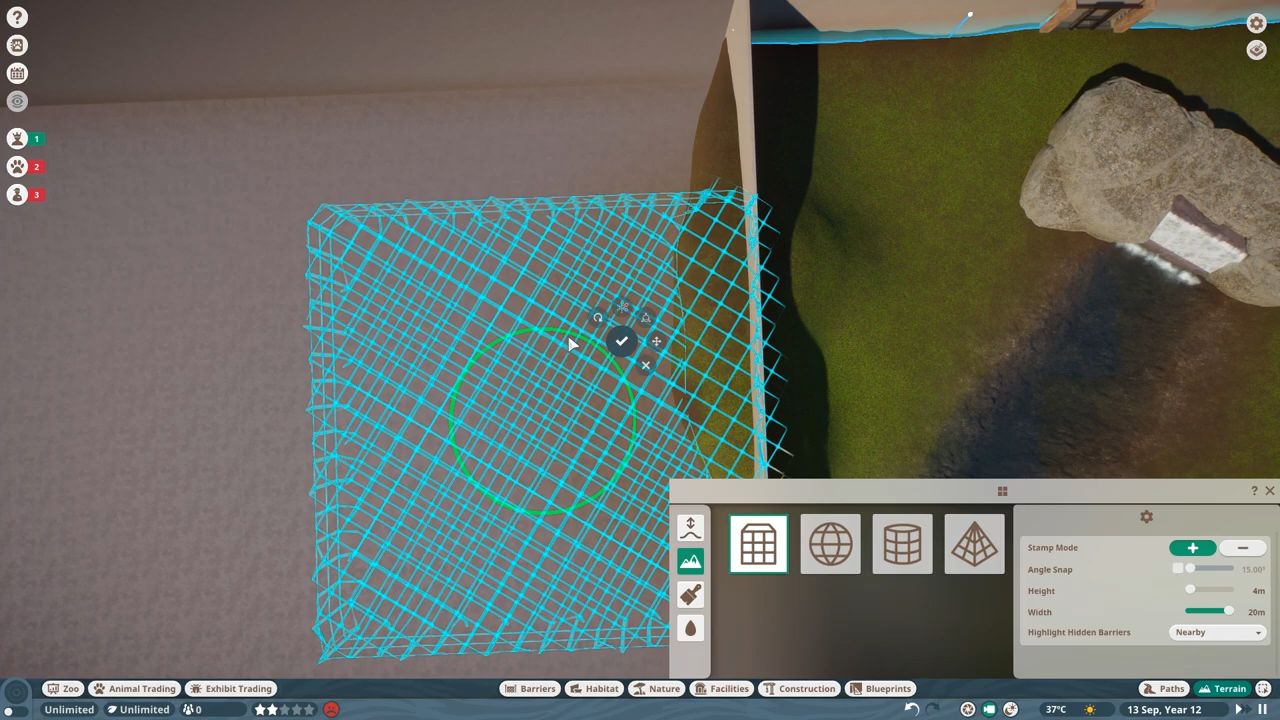 ?
1
2
3
? ×
Stamp Mode + −
Angle Snap 15.00°
Height 4m
Width 20m
Highlight Hidden Barriers Nearby
Zoo Animal Trading Exhibit Trading Barriers Habitat Nature Facilities Construction Blueprints Paths Terrain
Unlimited Unlimited 0 37°C 13 Sep, Year 12